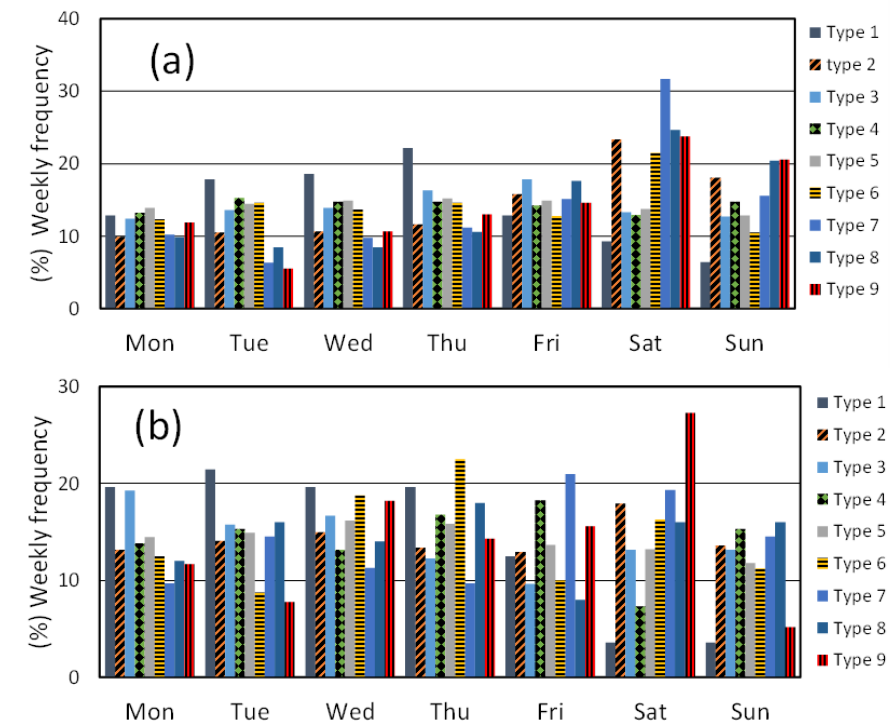 (%) Weekly frequency
40
30
20
10
0
(a)
Mon Tue Wed Thu Fri Sat Sun
Type 1
type 2
Type 3
Type 4
Type 5
Type 6
Type 7
Type 8
Type 9
(%) Weekly frequency
30
20
10
0
(b)
Mon Tue Wed Thu Fri Sat Sun
Type 1
Type 2
Type 3
Type 4
Type 5
Type 6
Type 7
Type 8
Type 9